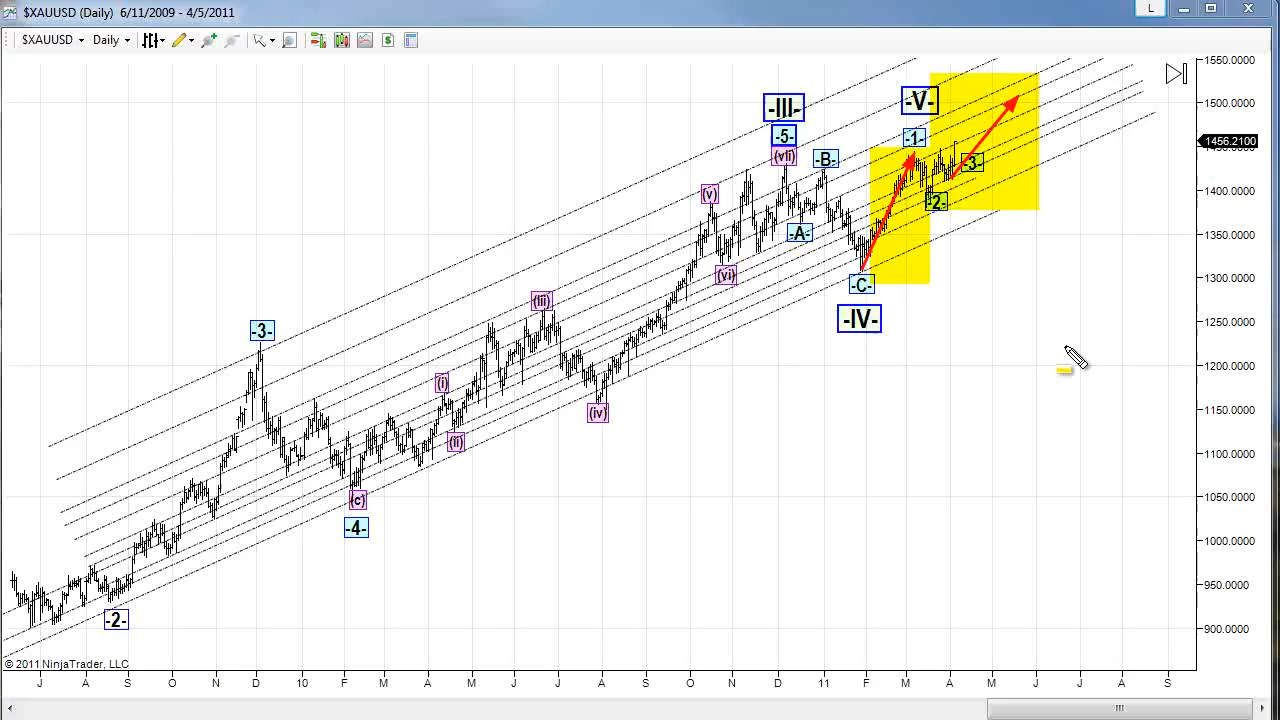 $XAUUSD (Daily)  6/11/2009 - 4/5/2011
L
$XAUUSD Daily
1550.0000
1500.0000
1456.2100
1400.0000
1350.0000
1300.0000
1250.0000
1200.0000
1150.0000
1100.0000
1050.0000
1000.0000
950.0000
900.0000
-III-
-5-
(vii)
-B-
-V-
-1-
-3-
-2-
(v)
-A-
(vi)
-C-
-IV-
(iii)
-3-
(i)
(iv)
(ii)
(c)
-4-
-2-
© 2011 NinjaTrader, LLC
J A S O N D 10 F M A M J J A S O N D 11 F M A M J J A S